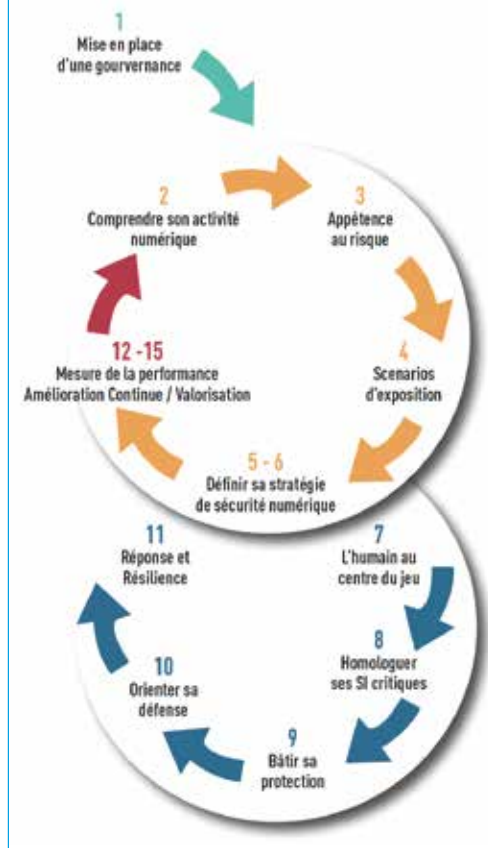 1
Mise en place
d'une gourvernance
2
Comprendre son activité
numérique
3
Appétence
au risque
4
Scenarios
d'exposition
5 - 6
Définir sa stratégie
de sécurité numérique
12 -15
Mesure de la performance
Amélioration Continue / Valorisation
7
L'humain au
centre du jeu
8
Homologuer
ses SI critiques
9
Bâtir sa
protection
10
Orienter sa
défense
11
Réponse et
Résilience